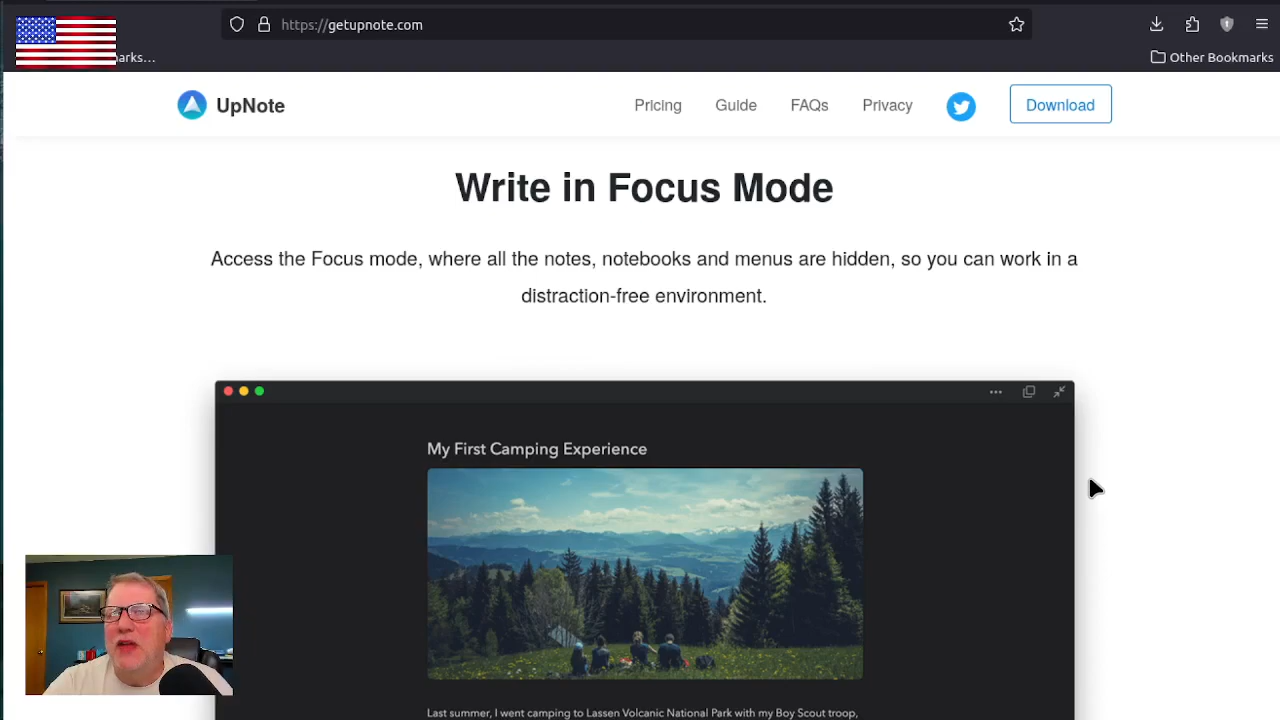 https://getupnote.com
arks…
Other Bookmarks
UpNote
Pricing
Guide
FAQs
Privacy
Download
Write in Focus Mode
Access the Focus mode, where all the notes, notebooks and menus are hidden, so you can work in a
distraction-free environment.
My First Camping Experience
Last summer, I went camping to Lassen Volcanic National Park with my Boy Scout troop,